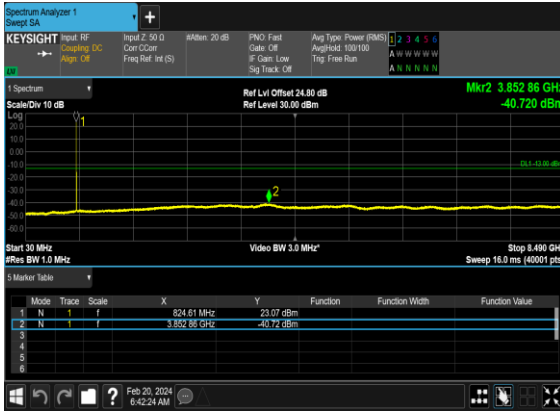 Spectrum Analyzer 1
Swept SA
+
KEYSIGHT
Input: RF
Coupling: DC
Align: Off
Input Z: 50 Ω
Corr CCorr
Freq Ref: Int (S)
#Atten: 20 dB
PNO: Fast
Gate: Off
IF Gain: Low
Sig Track: Off
Avg Type: Power (RMS)
Avg|Hold: 100/100
Trig: Free Run
1 2 3 4 5 6
A W W W W W
A N N N N N
1 Spectrum
Scale/Div 10 dB
Ref Lvl Offset 24.80 dB
Ref Level 30.00 dBm
Mkr2 3.852 86 GHz
-40.720 dBm
Log
20.0
10.0
0.00
-10.0
-20.0
-30.0
-40.0
-50.0
-60.0
1
2
DL1 -13.00 dBm
Start 30 MHz
#Res BW 1.0 MHz
Video BW 3.0 MHz*
Stop 8.490 GHz
Sweep 16.0 ms (40001 pts)
5 Marker Table
Mode Trace Scale X Y Function Function Width Function Value
1 N 1 f 824.61 MHz 23.07 dBm
2 N 1 f 3.852 86 GHz -40.72 dBm
3
4
5
6
?
Feb 20, 2024
6:42:24 AM